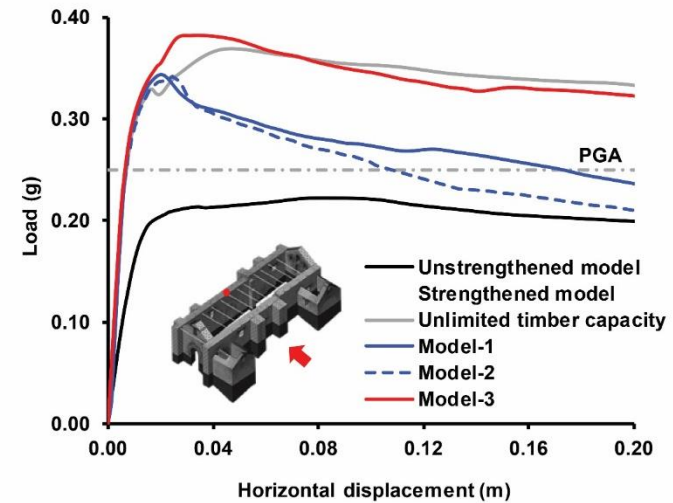 0.40
0.30
0.20
0.10
0.00
Load (g)
PGA
Unstrengthened model
Strengthened model
Unlimited timber capacity
Model-1
Model-2
Model-3
0.00 0.04 0.08 0.12 0.16 0.20
Horizontal displacement (m)